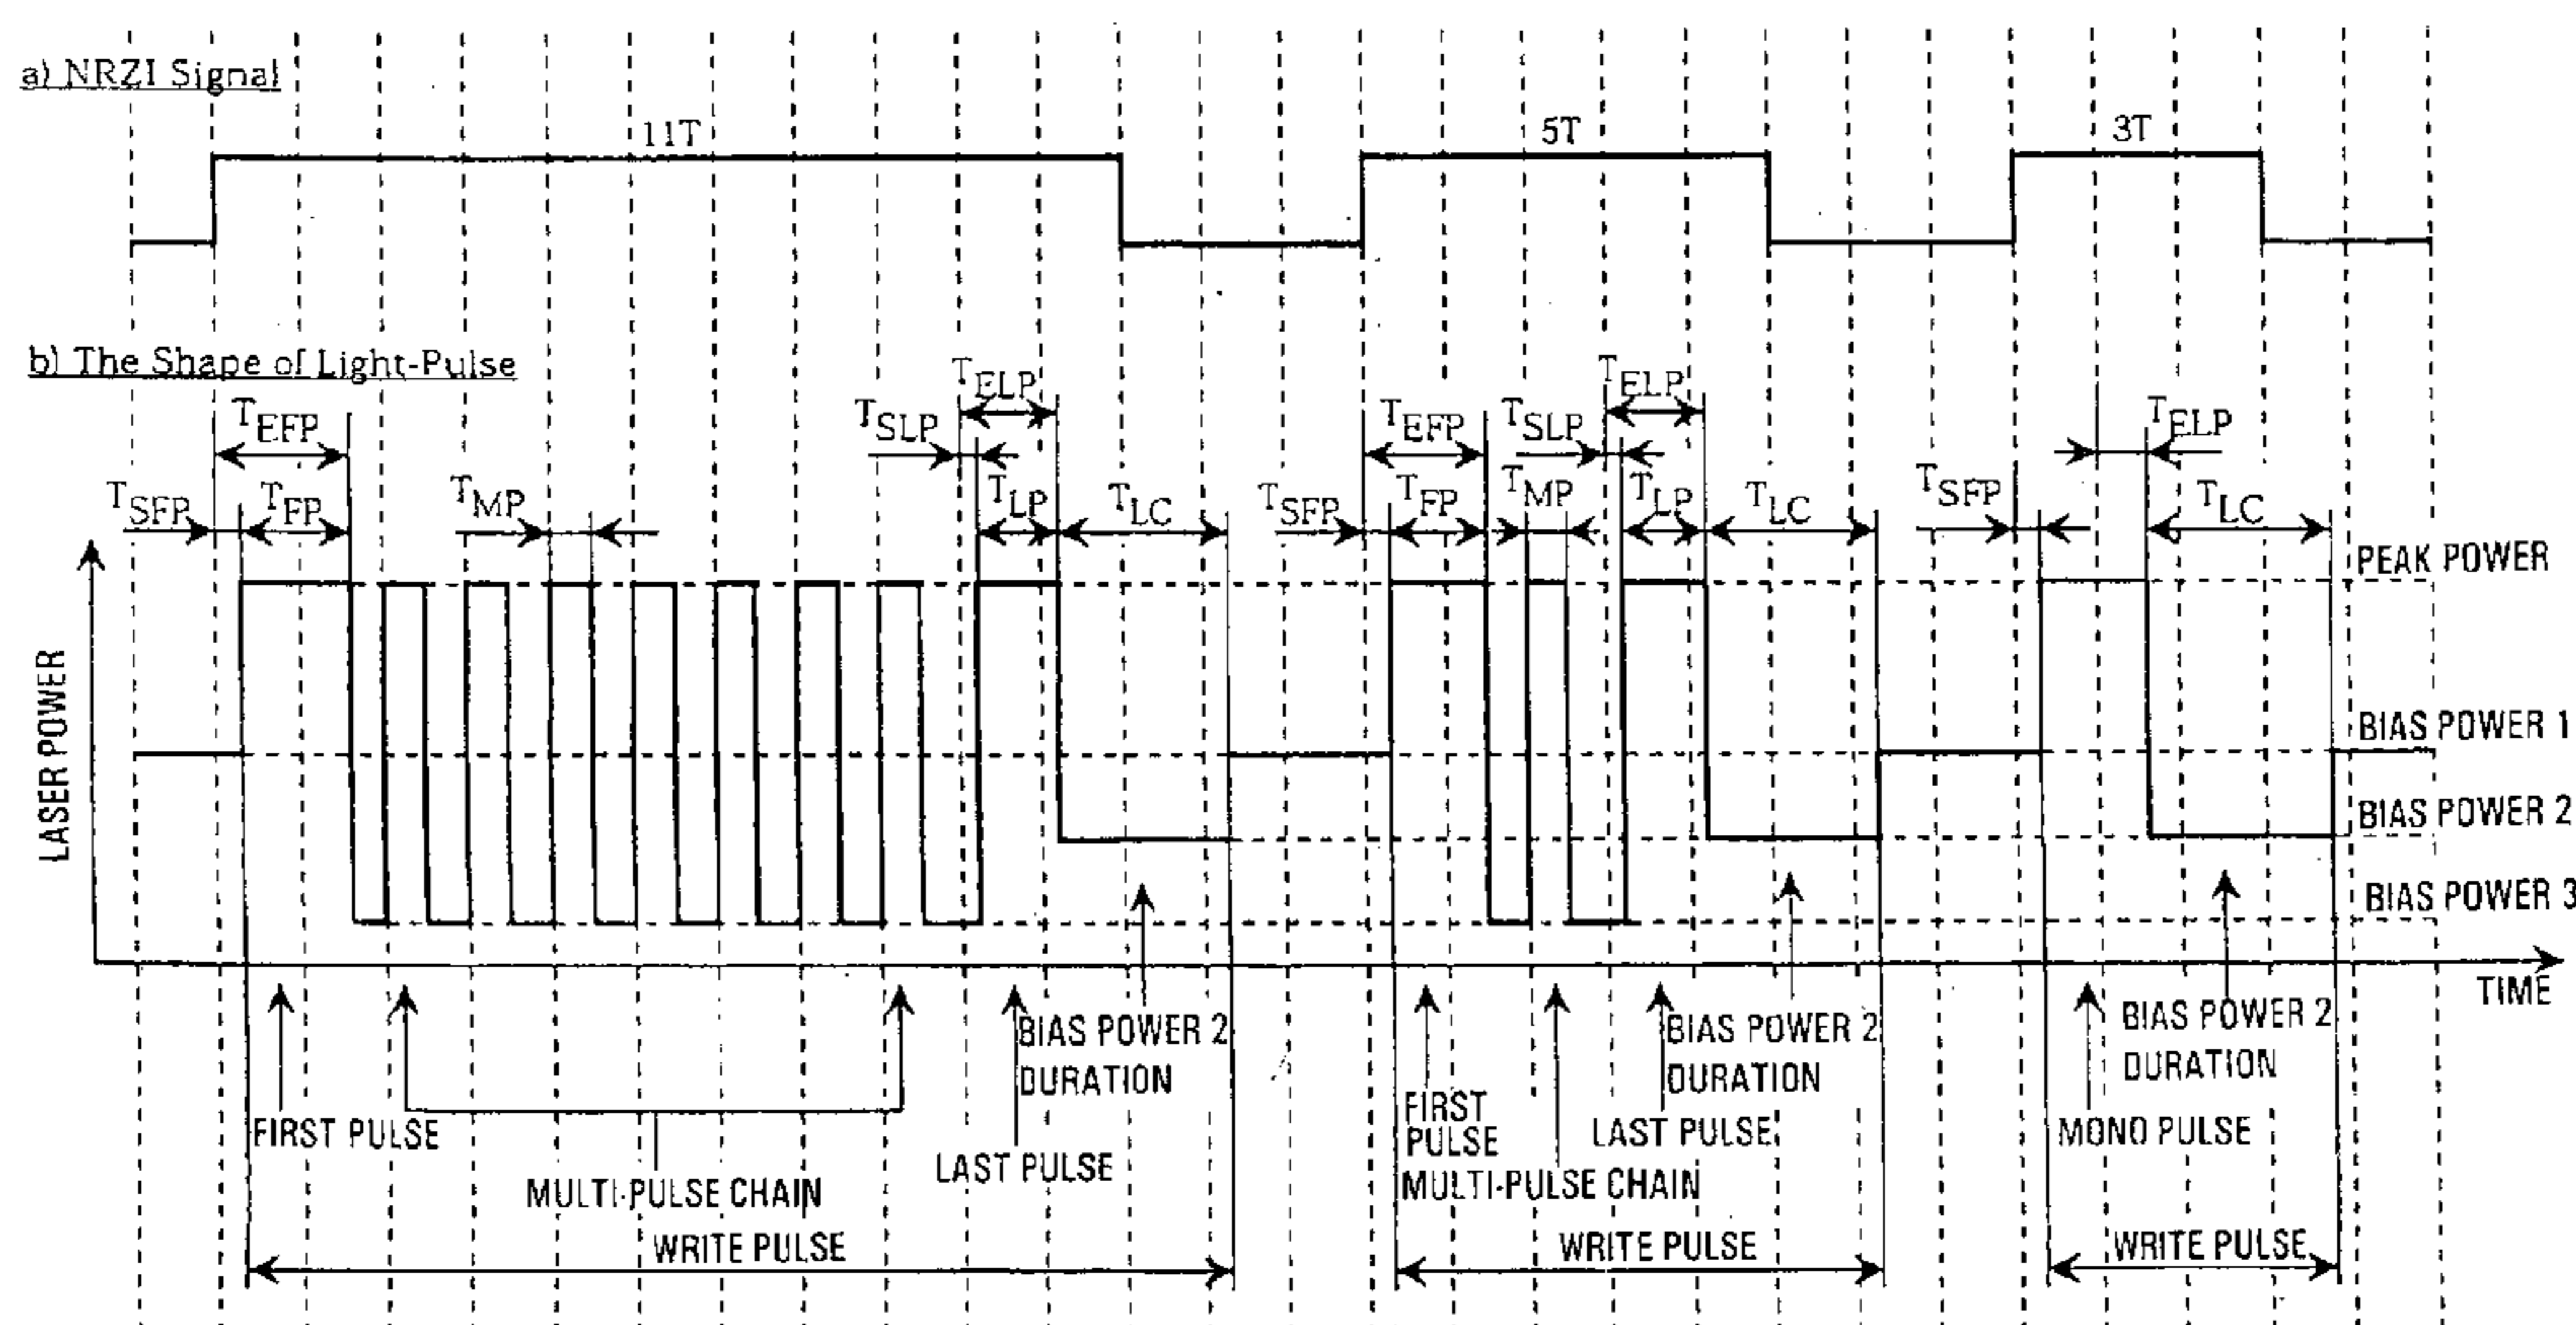 a) NRZI Signal
11T
5T
3T
b) The Shape of Light-Pulse
TELP
TELP
TEFP
TSLP
TEFP
TSLP
TELP
TSFP
TFP
TMP
TLP
TLC
TSFP
TFP
TMP
TLP
TLC
TSFP
TLC
PEAK POWER
BIAS POWER 1
BIAS POWER 2
BIAS POWER 3
LASER POWER
TIME
FIRST PULSE
MULTI-PULSE CHAIN
LAST PULSE
BIAS POWER 2
DURATION
WRITE PULSE
FIRST
PULSE
MULTI-PULSE CHAIN
LAST PULSE
BIAS POWER 2
DURATION
WRITE PULSE
MONO PULSE
BIAS POWER 2
DURATION
WRITE PULSE